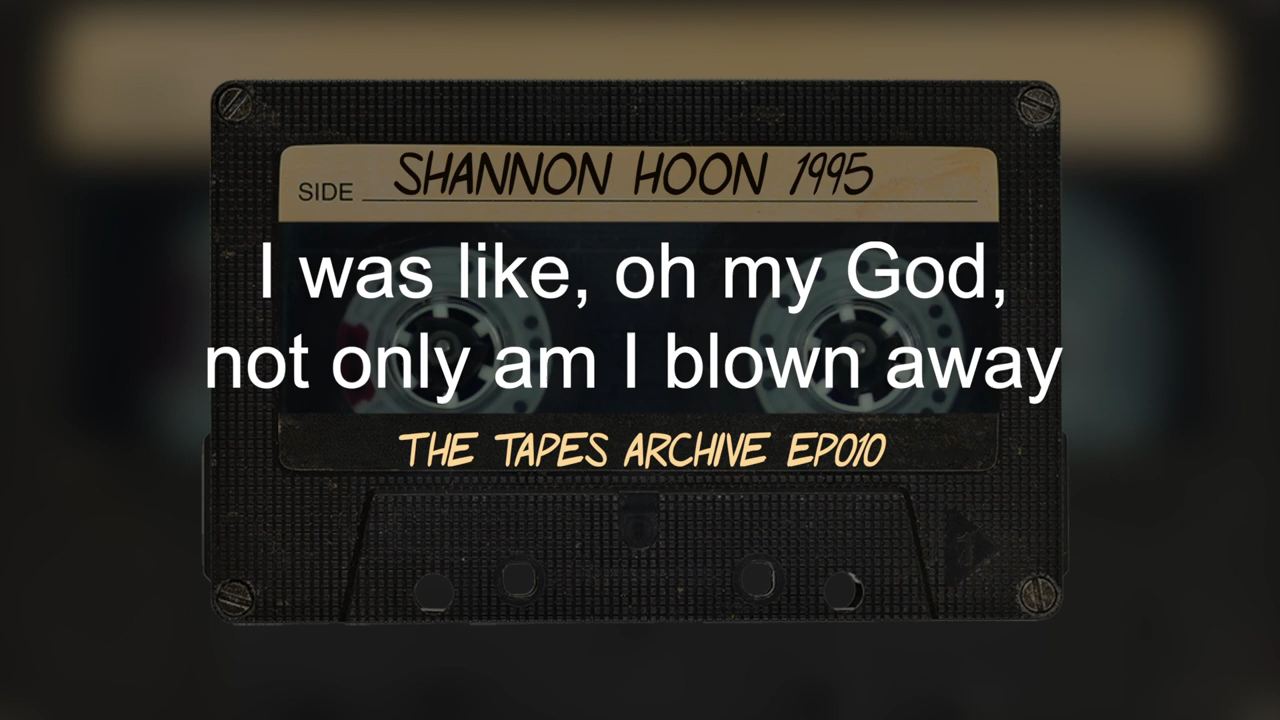 SHANNON HOON 1995
SIDE
I was like, oh my God,
not only am I blown away
THE TAPES ARCHIVE EP010